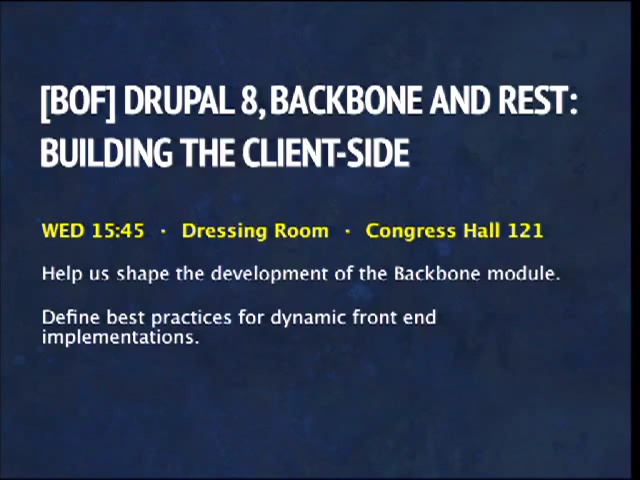 [BOF] DRUPAL 8, BACKBONE AND REST:
BUILDING THE CLIENT-SIDE
WED 15:45 · Dressing Room · Congress Hall 121
Help us shape the development of the Backbone module.
Define best practices for dynamic front end
implementations.